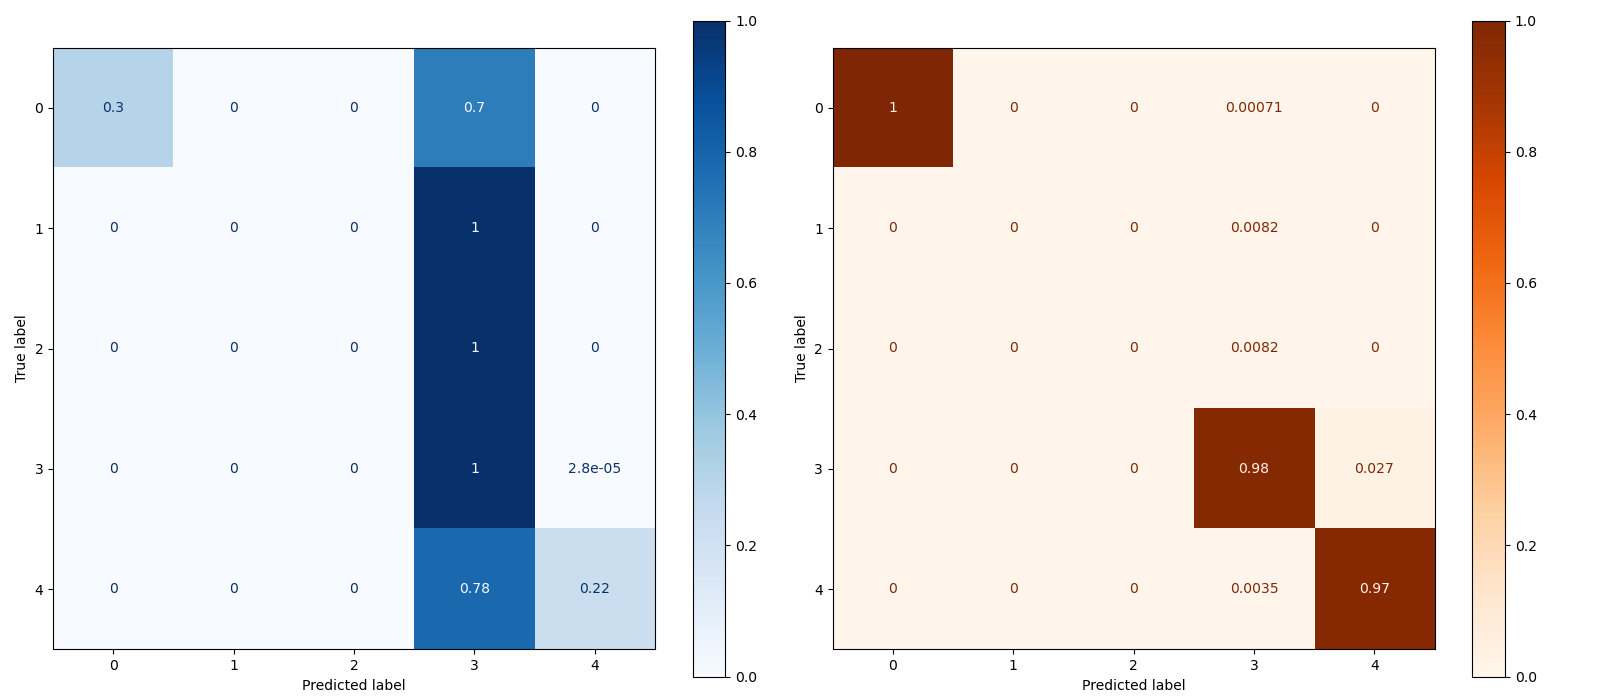 1.0
0 0.3 0 0 0.7 0
0.8
1 0 0 0 1 0
0.6
True label
2 0 0 0 1 0
0.4
3 0 0 0 1 2.8e-05
0.2
4 0 0 0 0.78 0.22
0 1 2 3 4
0.0
Predicted label
1.0
0 1 0 0 0.00071 0
0.8
1 0 0 0 0.0082 0
0.6
True label
2 0 0 0 0.0082 0
0.4
3 0 0 0 0.98 0.027
0.2
4 0 0 0 0.0035 0.97
0 1 2 3 4
0.0
Predicted label